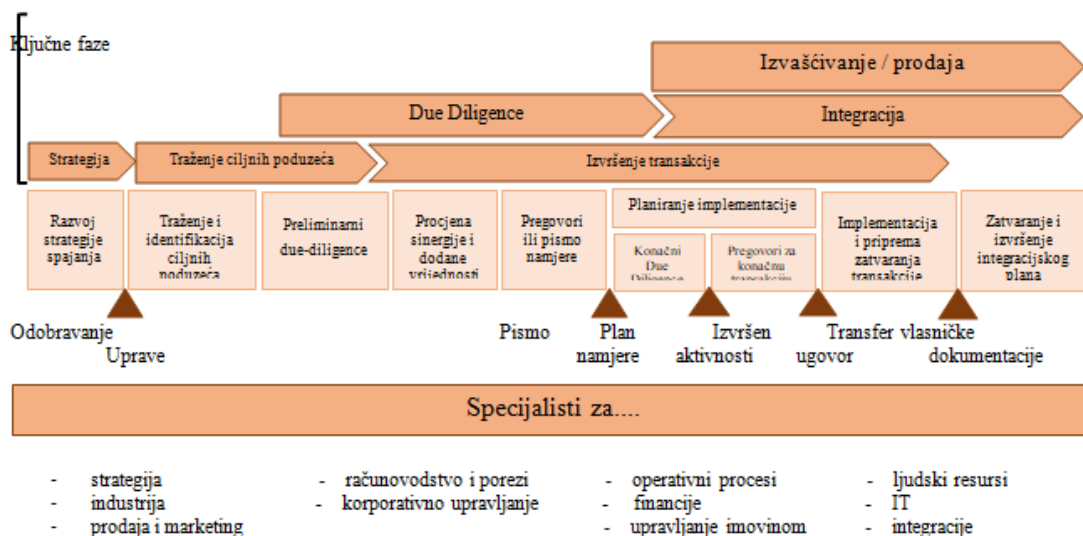 Ključne faze
Izvašćivanje / prodaja
Due Diligence
Integracija
Strategija
Traženje ciljnih poduzeća
Izvršenje transakcije
Razvoj
strategije
spajanja
Traženje i
identifikacija
ciljnih
poduzeća
Preliminarni
due-diligence
Procjena
sinergije i
dodane
vrijednosti
Pregovori
ili pismo
namjere
Planiranje implementacije
Konačni
Due
Diligence
Pregovori za
konačnu
transakciju
Implementacija
i priprema
zatvaranja
transakcije
Zatvaranje i
izvršenje
integracijskog
plana
Odobravanje
Uprave
Pismo
namjere
Plan
aktivnosti
Izvršen
ugovor
Transfer vlasničke
dokumentacije
Specijalisti za....
- strategija
- industrija
- prodaja i marketing
- računovodstvo i porezi
- korporativno upravljanje
- operativni procesi
- financije
- upravljanje imovinom
- ljudski resursi
- IT
- integracije